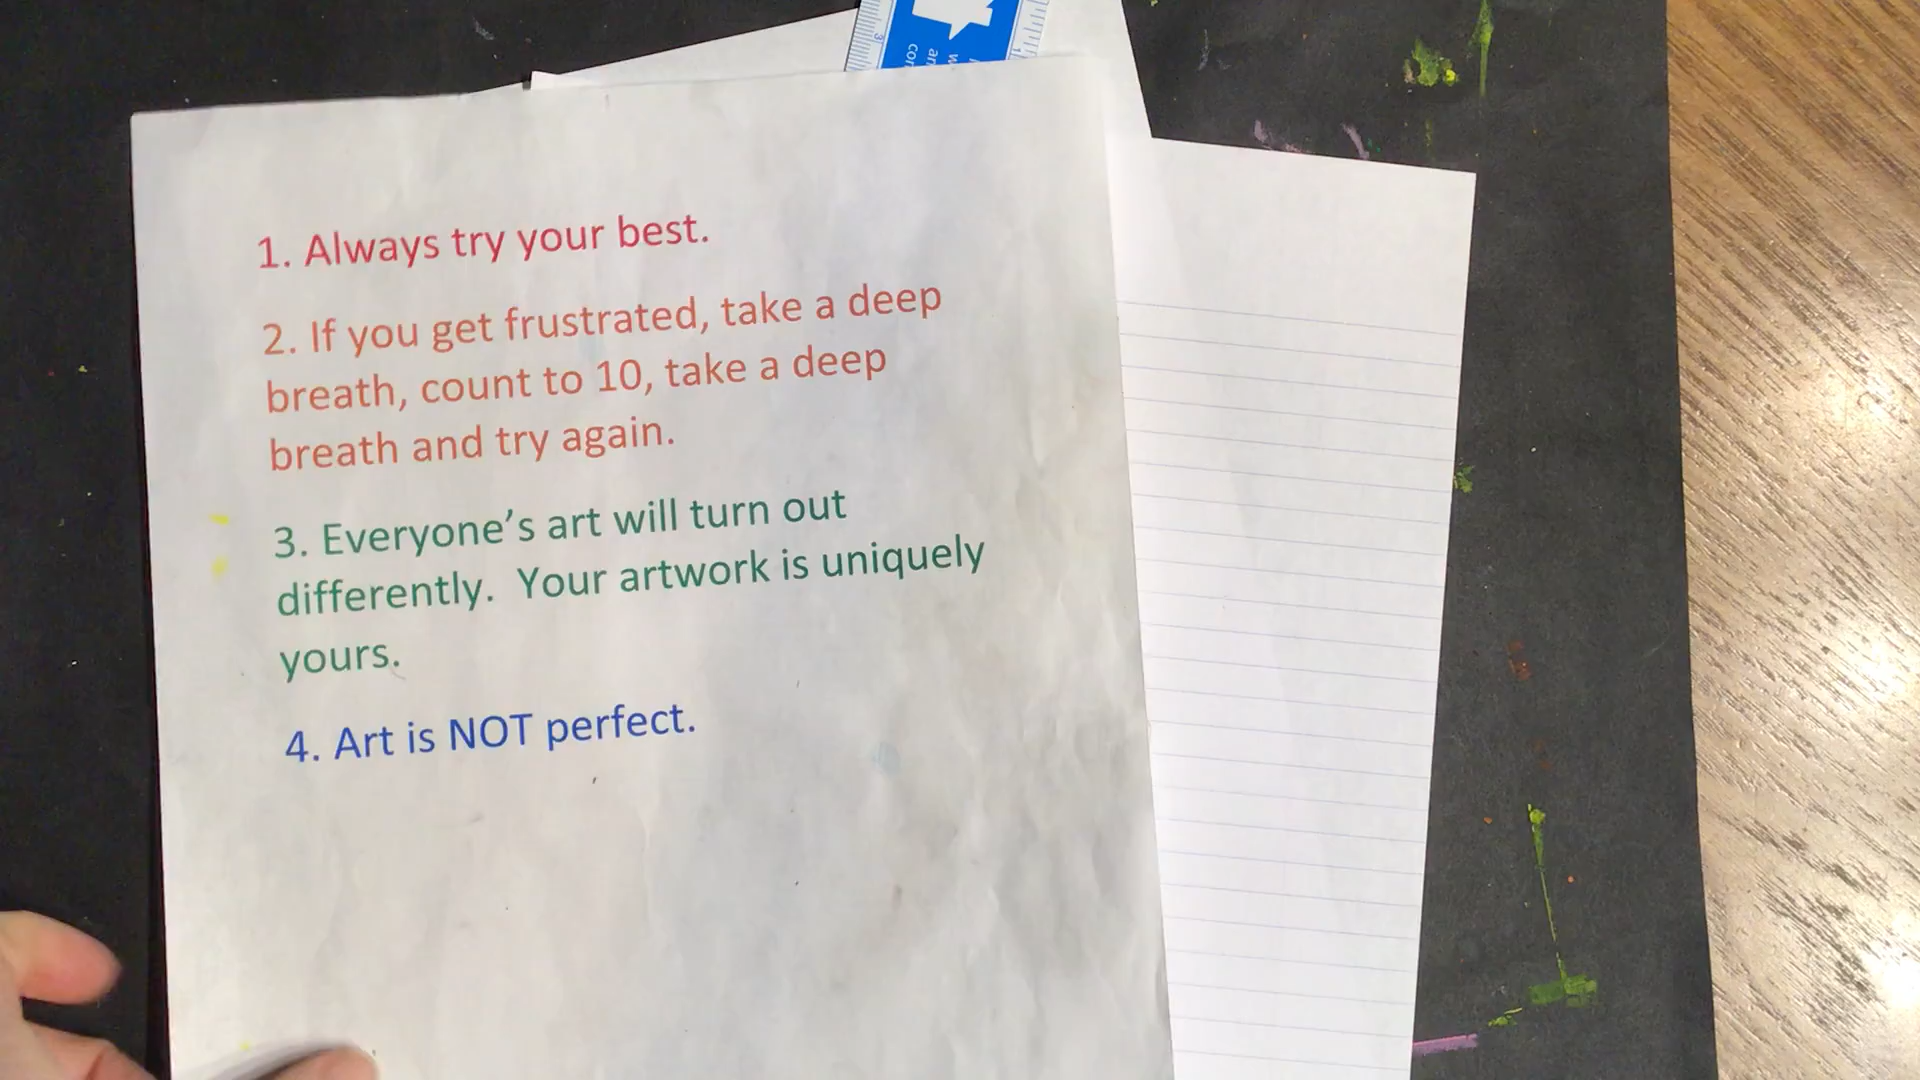 1. Always try your best.
2. If you get frustrated, take a deep
breath, count to 10, take a deep
breath and try again.
3. Everyone's art will turn out
differently.  Your artwork is uniquely
yours.
4. Art is NOT perfect.